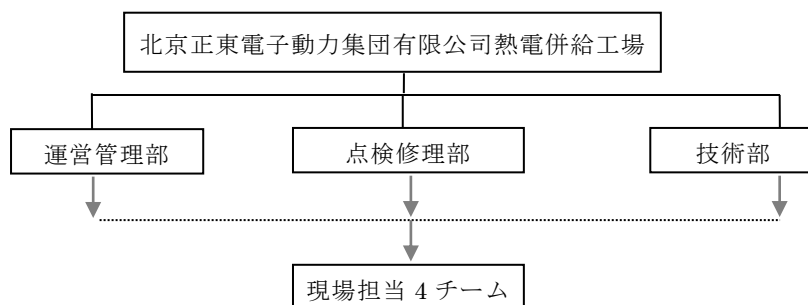 北京正東電子動力集団有限公司熱電併給工場
運営管理部
点検修理部
技術部
現場担当 4 チーム